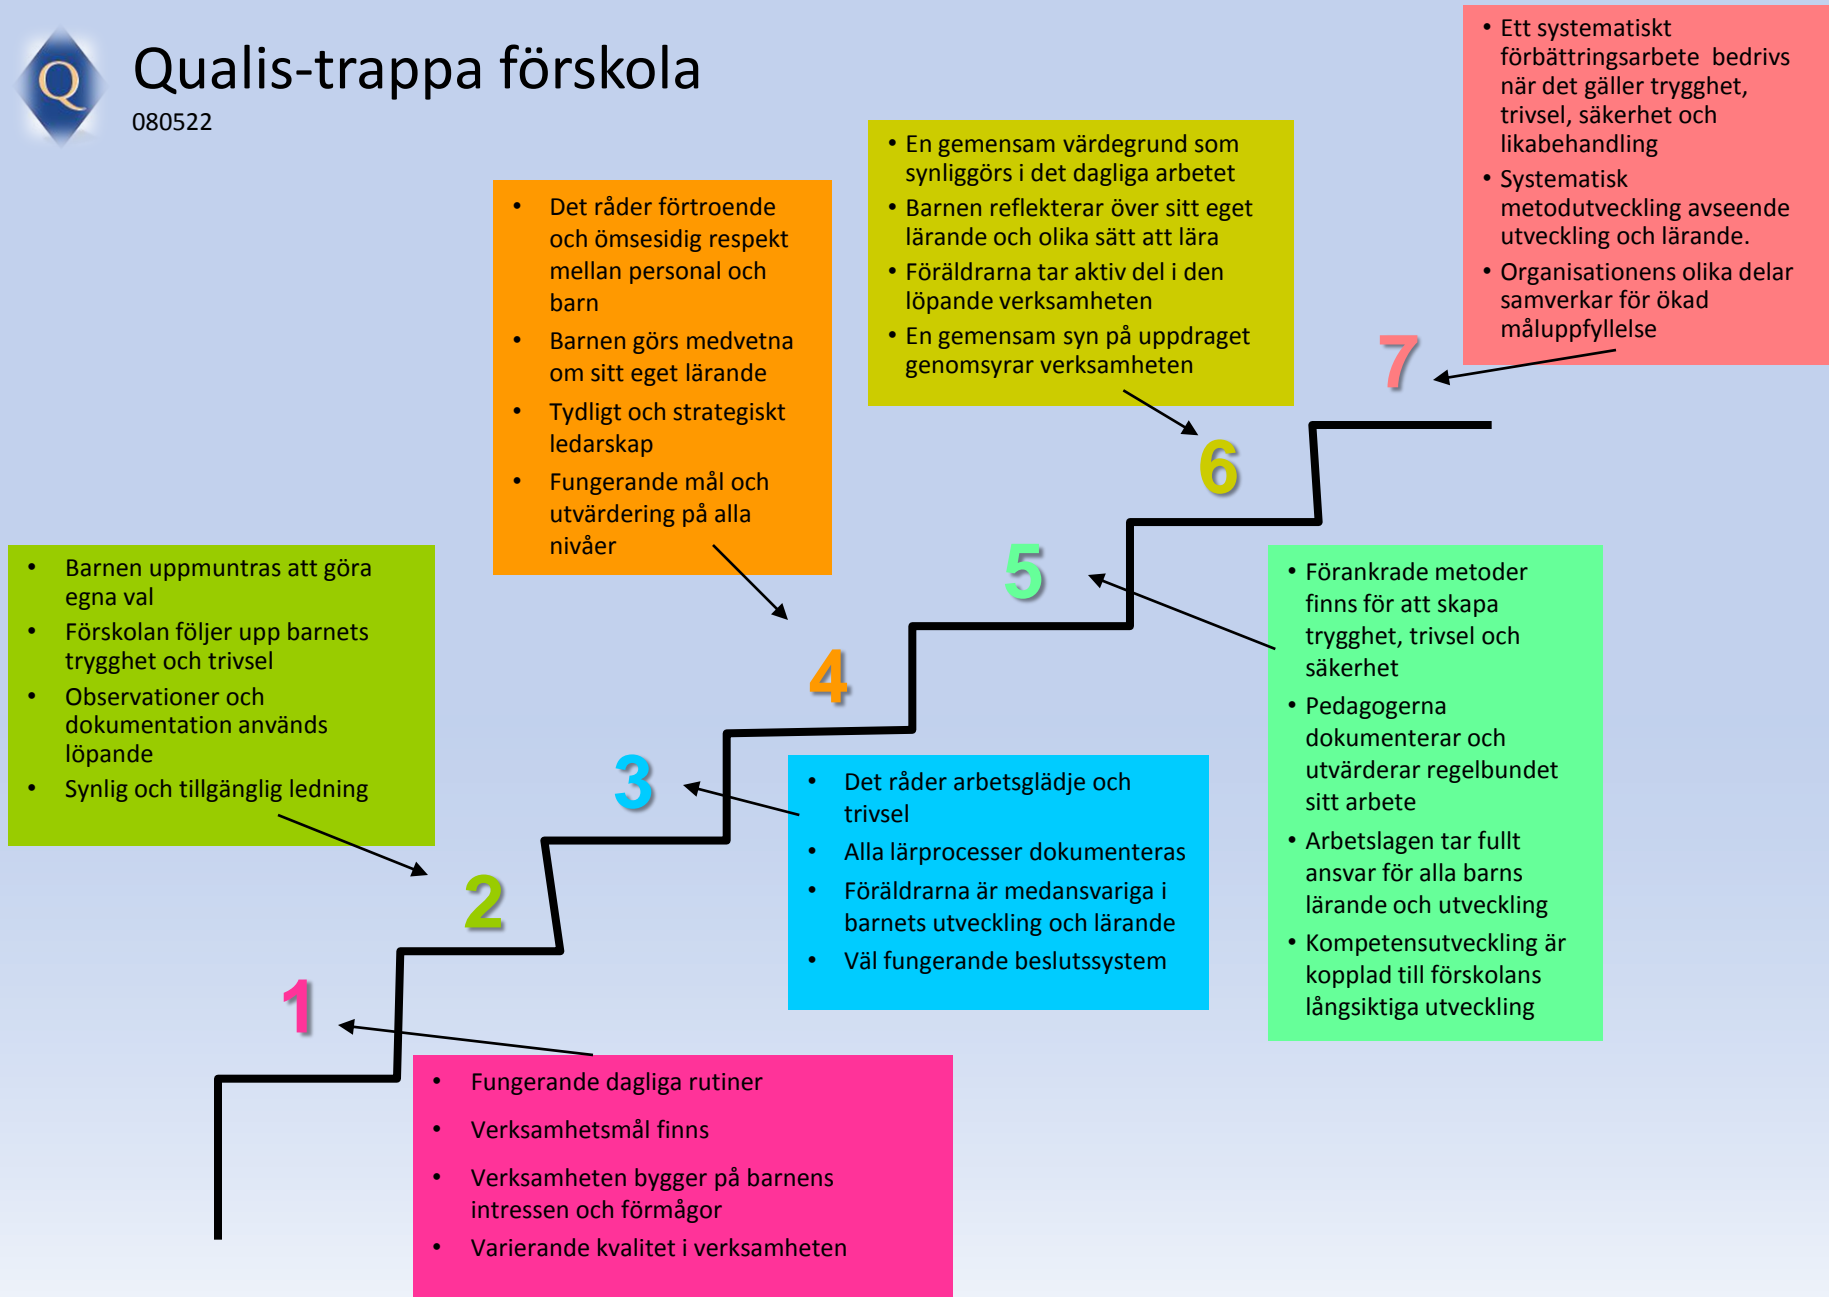 Q
Qualis-trappa förskola
080522
• Ett systematiskt
förbättringsarbete bedrivs
när det gäller trygghet,
trivsel, säkerhet och
likabehandling
• Systematisk
metodutveckling avseende
utveckling och lärande.
• Organisationens olika delar
samverkar för ökad
måluppfyllelse
7
• En gemensam värdegrund som
synliggörs i det dagliga arbetet
• Barnen reflekterar över sitt eget
lärande och olika sätt att lära
• Föräldrarna tar aktiv del i den
löpande verksamheten
• En gemensam syn på uppdraget
genomsyrar verksamheten
6
• Det råder förtroende
och ömsesidig respekt
mellan personal och
barn
• Barnen görs medvetna
om sitt eget lärande
• Tydligt och strategiskt
ledarskap
• Fungerande mål och
utvärdering på alla
nivåer
4
5
• Förankrade metoder
finns för att skapa
trygghet, trivsel och
säkerhet
• Pedagogerna
dokumenterar och
utvärderar regelbundet
sitt arbete
• Arbetslagen tar fullt
ansvar för alla barns
lärande och utveckling
• Kompetensutveckling är
kopplad till förskolans
långsiktiga utveckling
• Barnen uppmuntras att göra
egna val
• Förskolan följer upp barnets
trygghet och trivsel
• Observationer och
dokumentation används
löpande
• Synlig och tillgänglig ledning
2
3
• Det råder arbetsglädje och
trivsel
• Alla lärprocesser dokumenteras
• Föräldrarna är medansvariga i
barnets utveckling och lärande
• Väl fungerande beslutssystem
1
• Fungerande dagliga rutiner
• Verksamhetsmål finns
• Verksamheten bygger på barnens
intressen och förmågor
• Varierande kvalitet i verksamheten